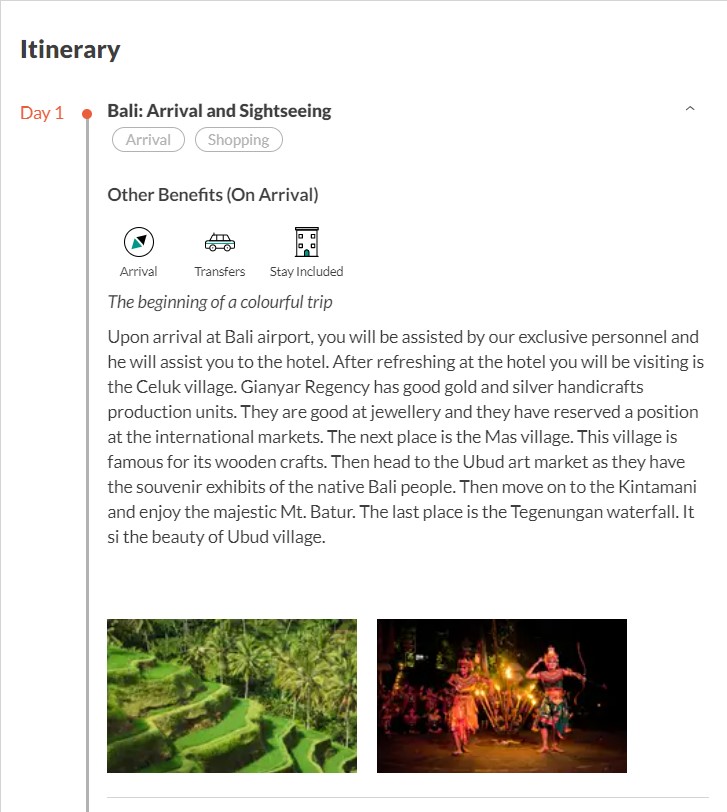 Itinerary
Day 1
Bali: Arrival and Sightseeing
Arrival
Shopping
Other Benefits (On Arrival)
Arrival
Transfers
Stay Included
The beginning of a colourful trip
Upon arrival at Bali airport, you will be assisted by our exclusive personnel and
he will assist you to the hotel. After refreshing at the hotel you will be visiting is
the Celuk village. Gianyar Regency has good gold and silver handicrafts
production units. They are good at jewellery and they have reserved a position
at the international markets. The next place is the Mas village. This village is
famous for its wooden crafts. Then head to the Ubud art market as they have
the souvenir exhibits of the native Bali people. Then move on to the Kintamani
and enjoy the majestic Mt. Batur. The last place is the Tegenungan waterfall. It
si the beauty of Ubud village.